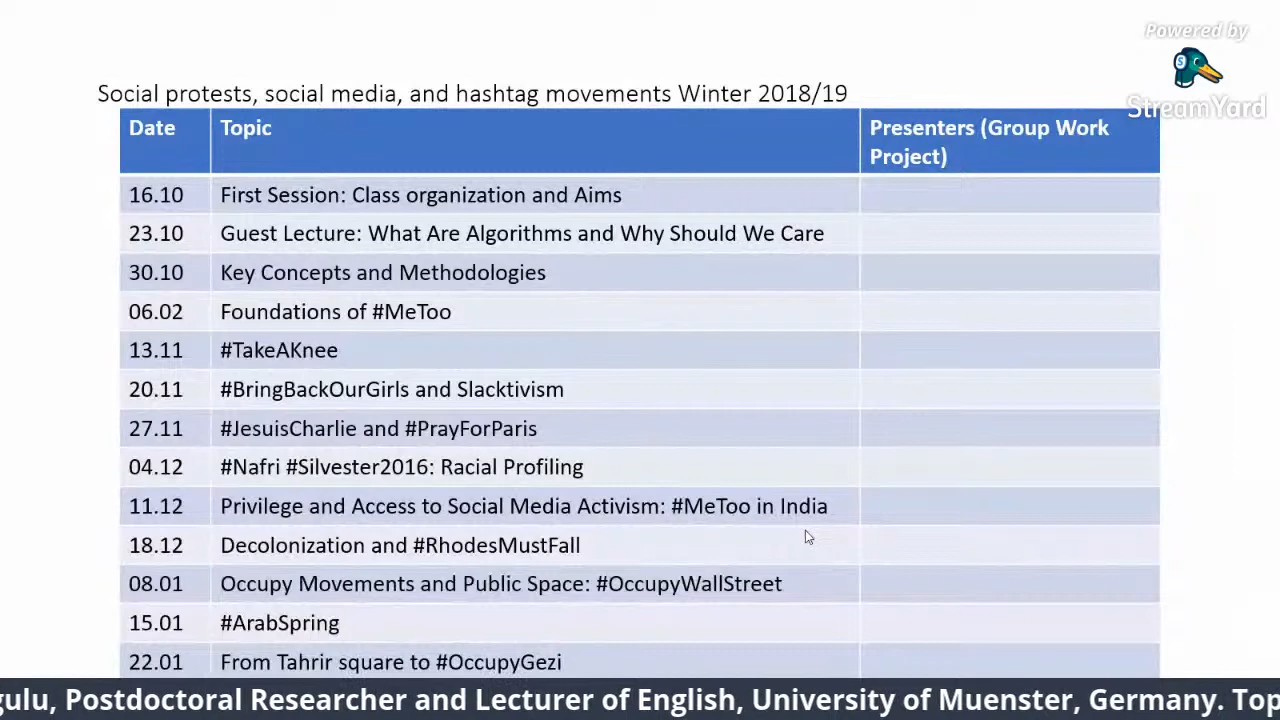 Powered by
StreamYard
Social protests, social media, and hashtag movements Winter 2018/19
Date Topic Presenters (Group Work Project)
16.10 First Session: Class organization and Aims
23.10 Guest Lecture: What Are Algorithms and Why Should We Care
30.10 Key Concepts and Methodologies
06.02 Foundations of #MeToo
13.11 #TakeAKnee
20.11 #BringBackOurGirls and Slacktivism
27.11 #JesuisCharlie and #PrayForParis
04.12 #Nafri #Silvester2016: Racial Profiling
11.12 Privilege and Access to Social Media Activism: #MeToo in India
18.12 Decolonization and #RhodesMustFall
08.01 Occupy Movements and Public Space: #OccupyWallStreet
15.01 #ArabSpring
22.01 From Tahrir square to #OccupyGezi
gulu, Postdoctoral Researcher and Lecturer of English, University of Muenster, Germany. Top